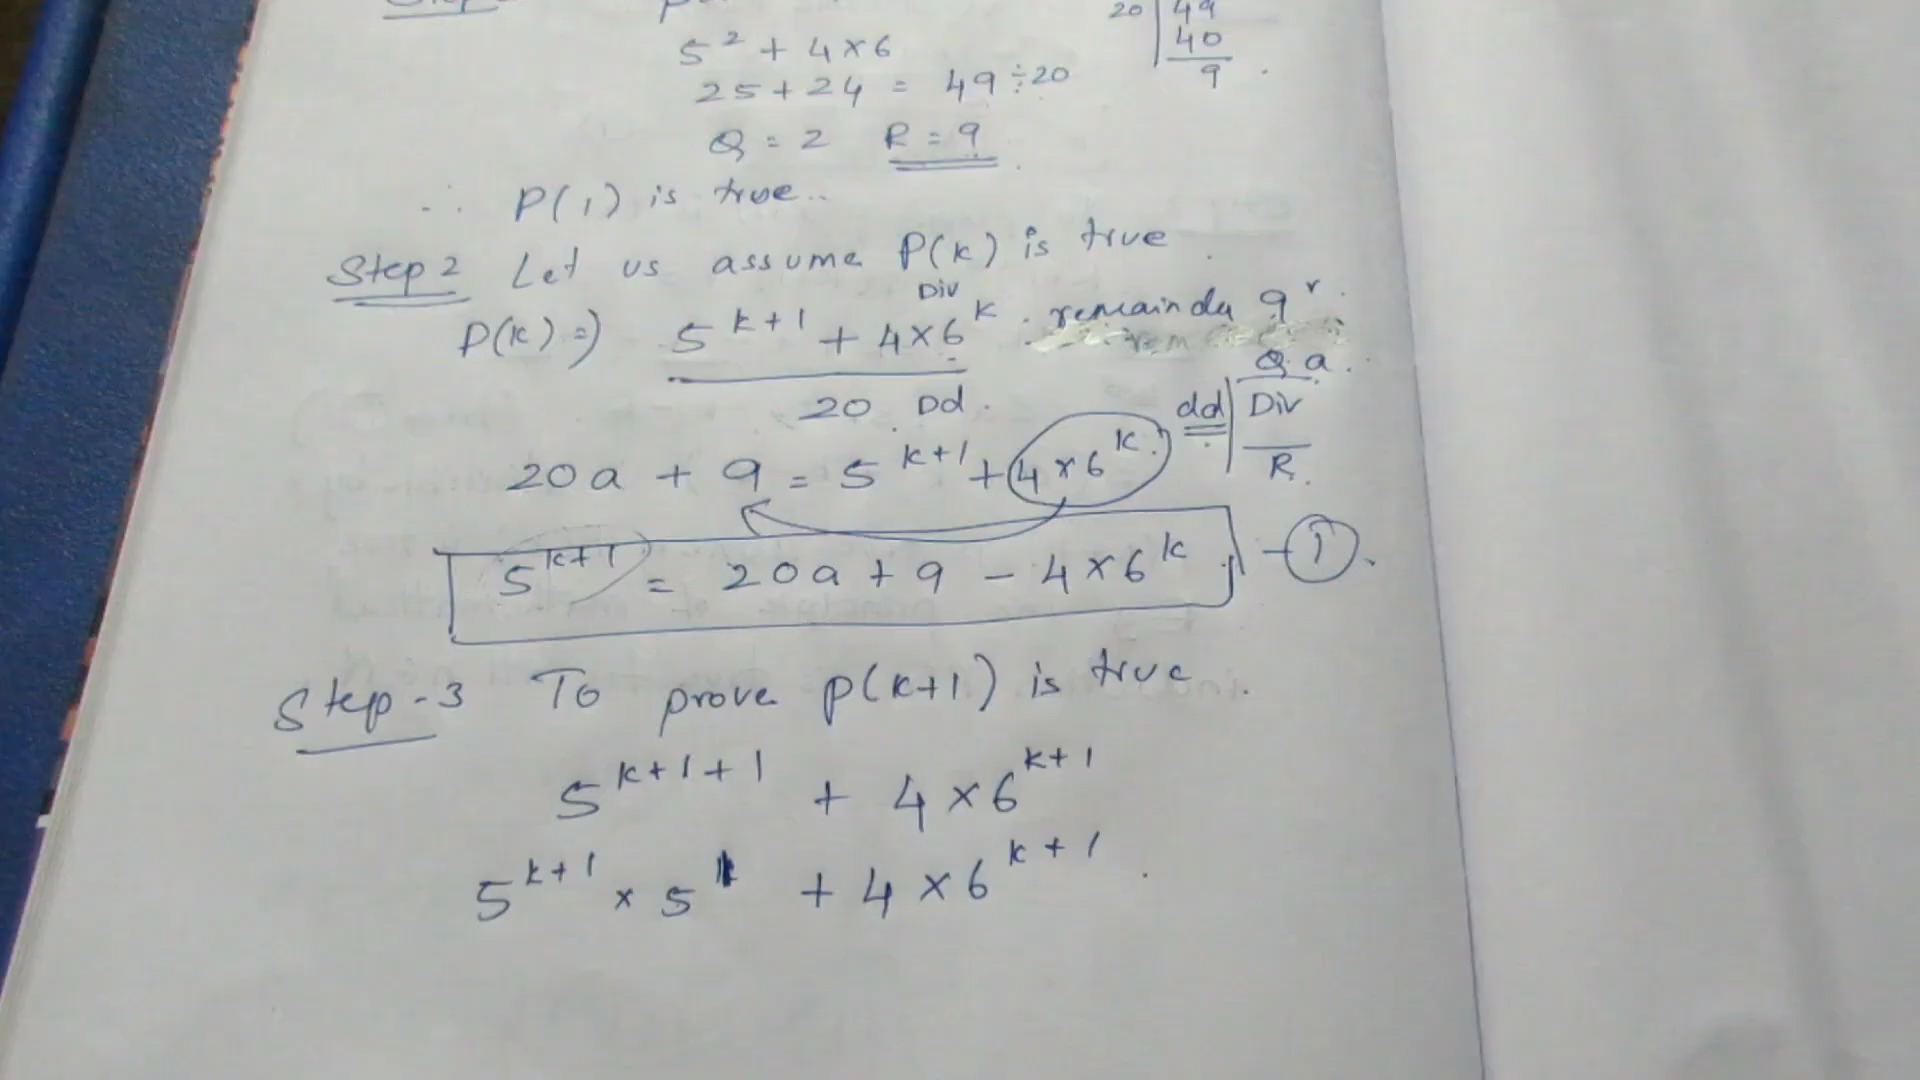 5² + 4×6
20 | 49
40
9
25+24 = 49 ÷20
Q = 2 R = 9
∴ P(1) is true..
Step 2 Let us assume P(k) is true
Div
P(k) ⇒) 5^(k+1) + 4×6^k . remainder 9 r.
Q a.
20 Dd.
dd | Div
R.
20a + 9 = 5^(k+1) + 4×6^k.
5^(k+1) = 20a + 9 - 4×6^k -①.
Step-3 To prove p(k+1) is true.
5^(k+1+1) + 4×6^(k+1)
5^(k+1) × 5^1 + 4×6^(k+1).